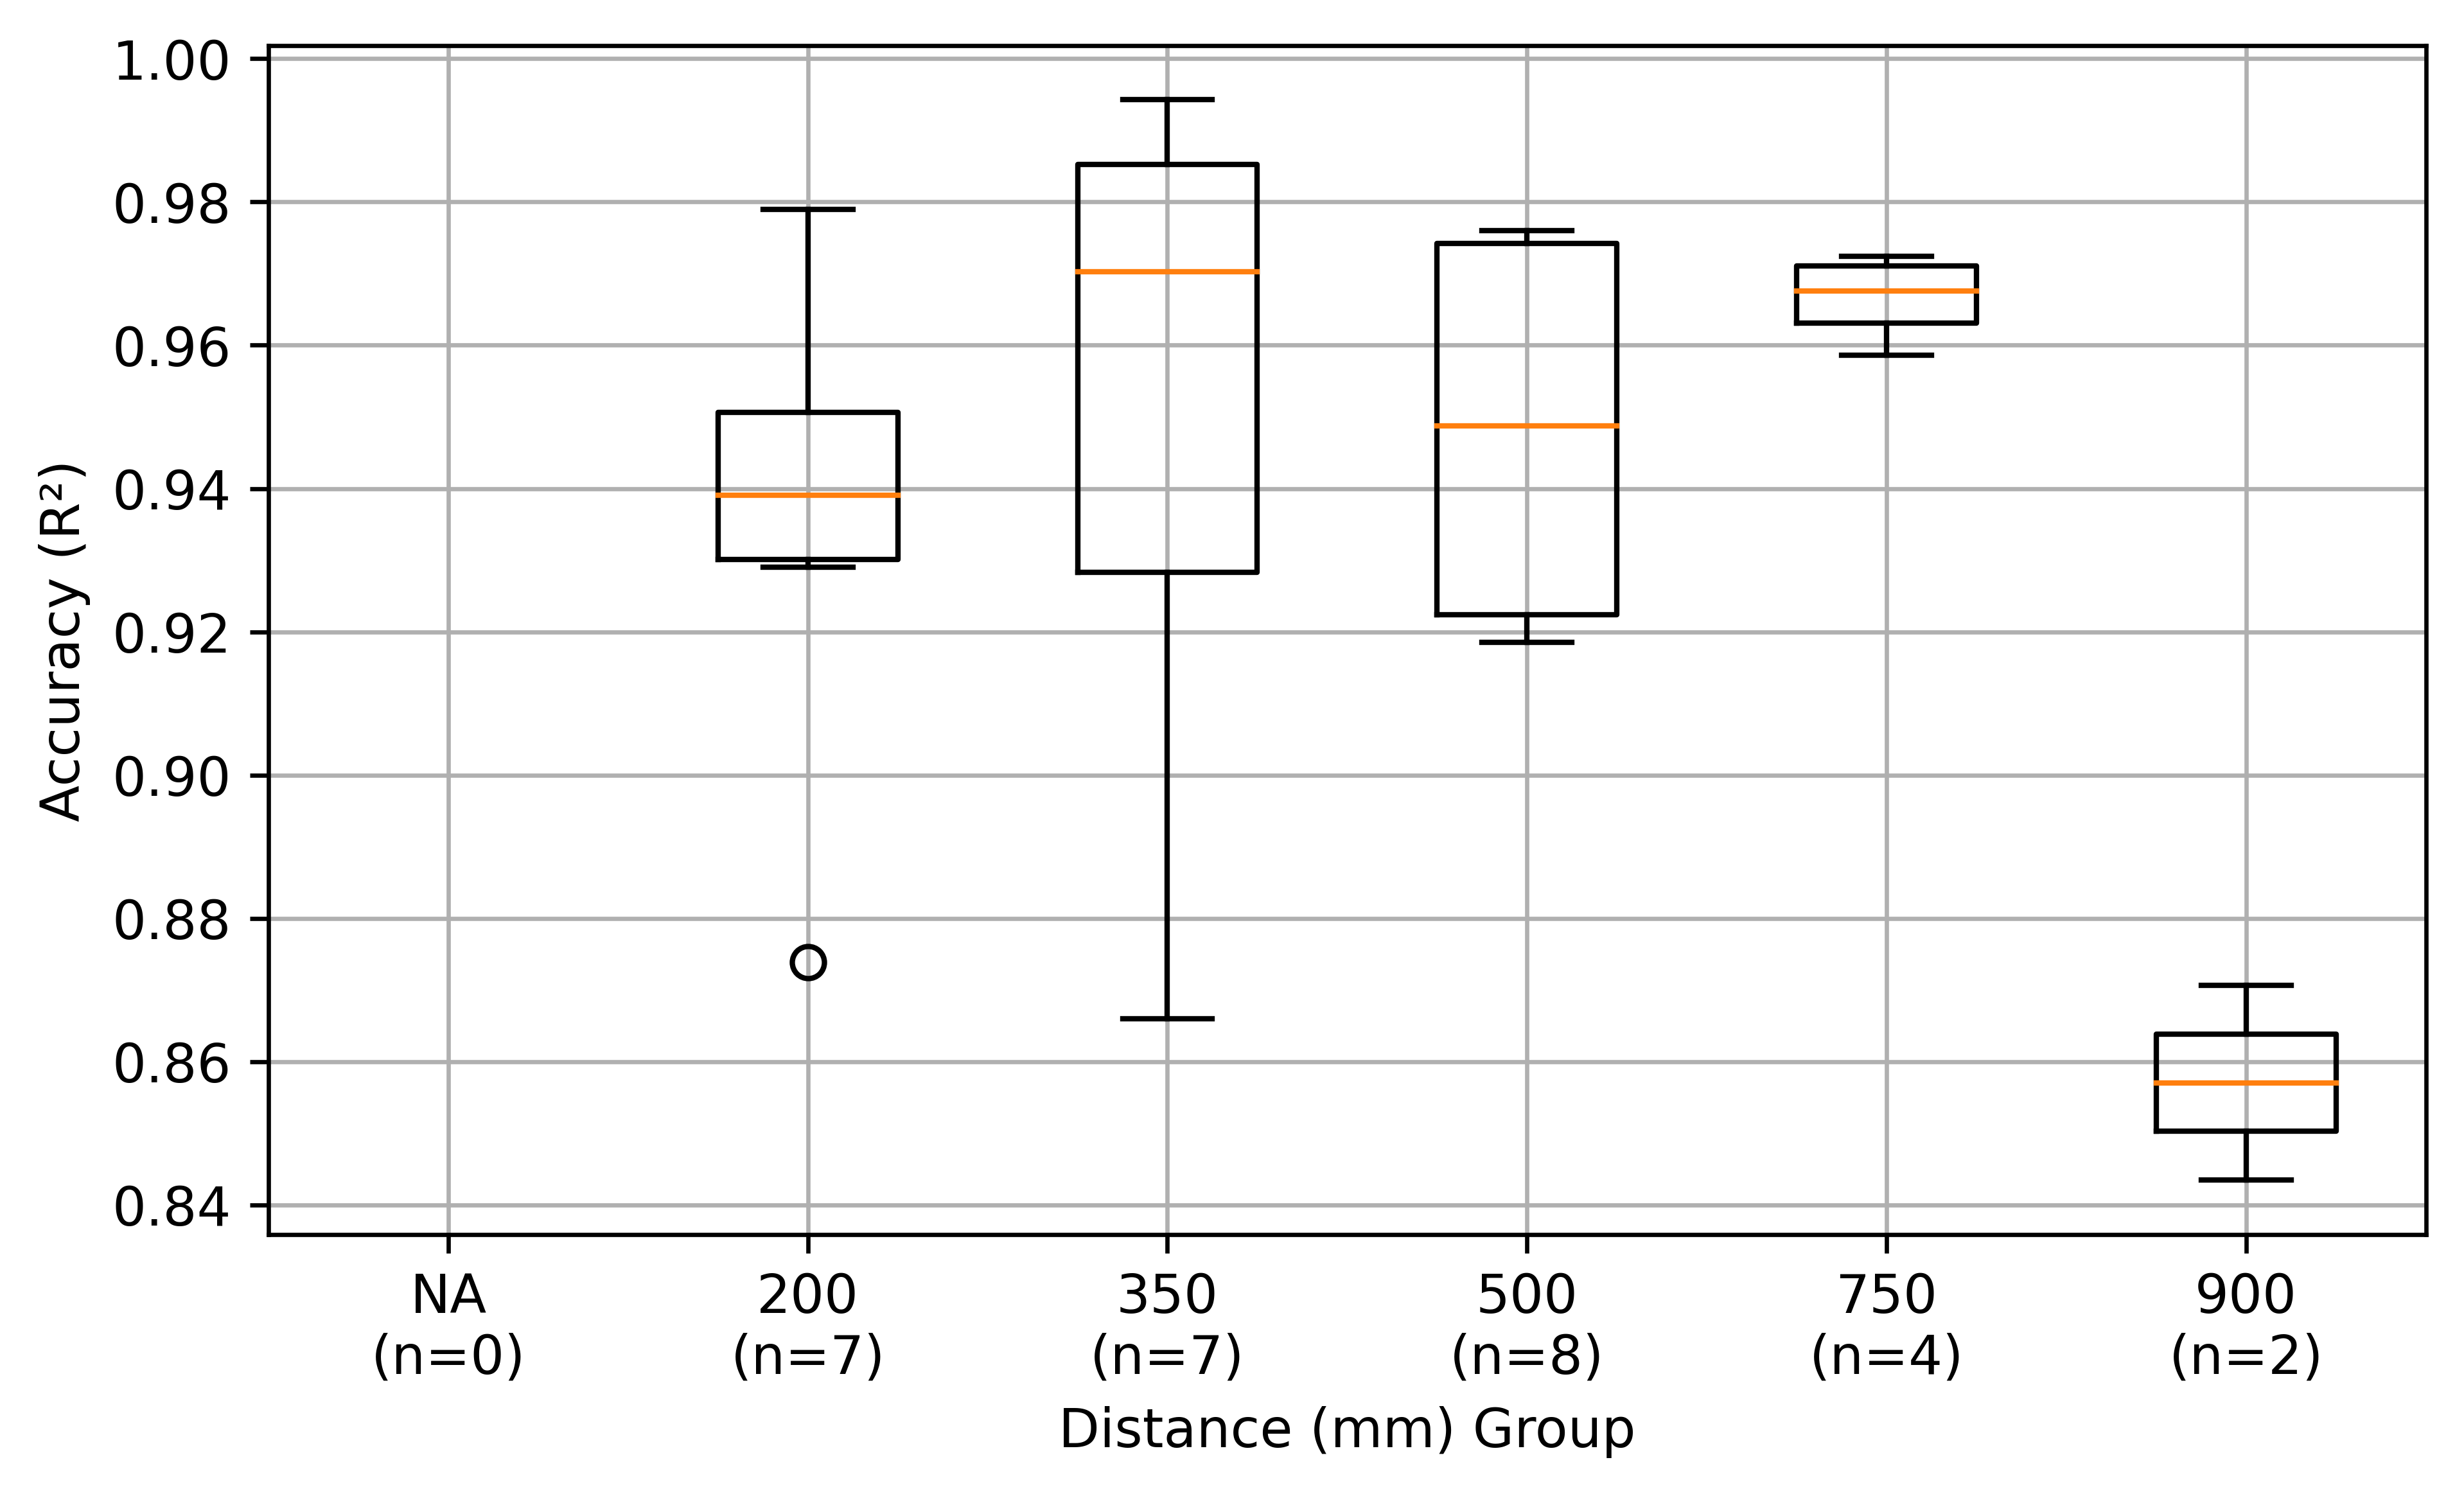 1.00
0.98
0.96
0.94
0.92
0.90
0.88
0.86
0.84
Accuracy (R²)
NA
(n=0)
200
(n=7)
350
(n=7)
500
(n=8)
750
(n=4)
900
(n=2)
Distance (mm) Group